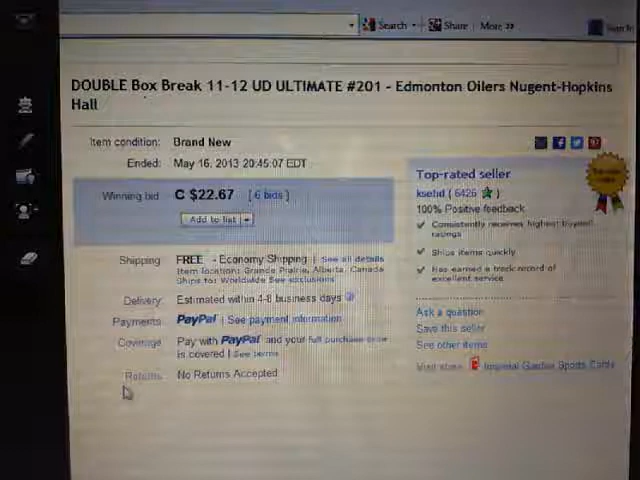 Search
Share
More »
Sign In
DOUBLE Box Break 11-12 UD ULTIMATE #201 - Edmonton Oilers Nugent-Hopkins
Hall
Item condition: Brand New
Ended: May 16, 2013 20:45:07 EDT
Winning bid: C $22.67 [ 6 bids ]
Add to list
Shipping: FREE - Economy Shipping | See all details
Item location: Grande Prairie, Alberta, Canada
Ships to: Worldwide See exclusions
Delivery: Estimated within 4-8 business days
Payments: PayPal | See payment information
Coverage: Pay with PayPal and your full purchase price
is covered | See terms
Returns: No Returns Accepted
Top-rated seller
( 6426 )
100% Positive feedback
Consistently receives highest buyers'
ratings
Ships items quickly
Has earned a track record of
excellent service
Ask a question
Save this seller
See other items
Visit store: Imperial Garden Sports Cards